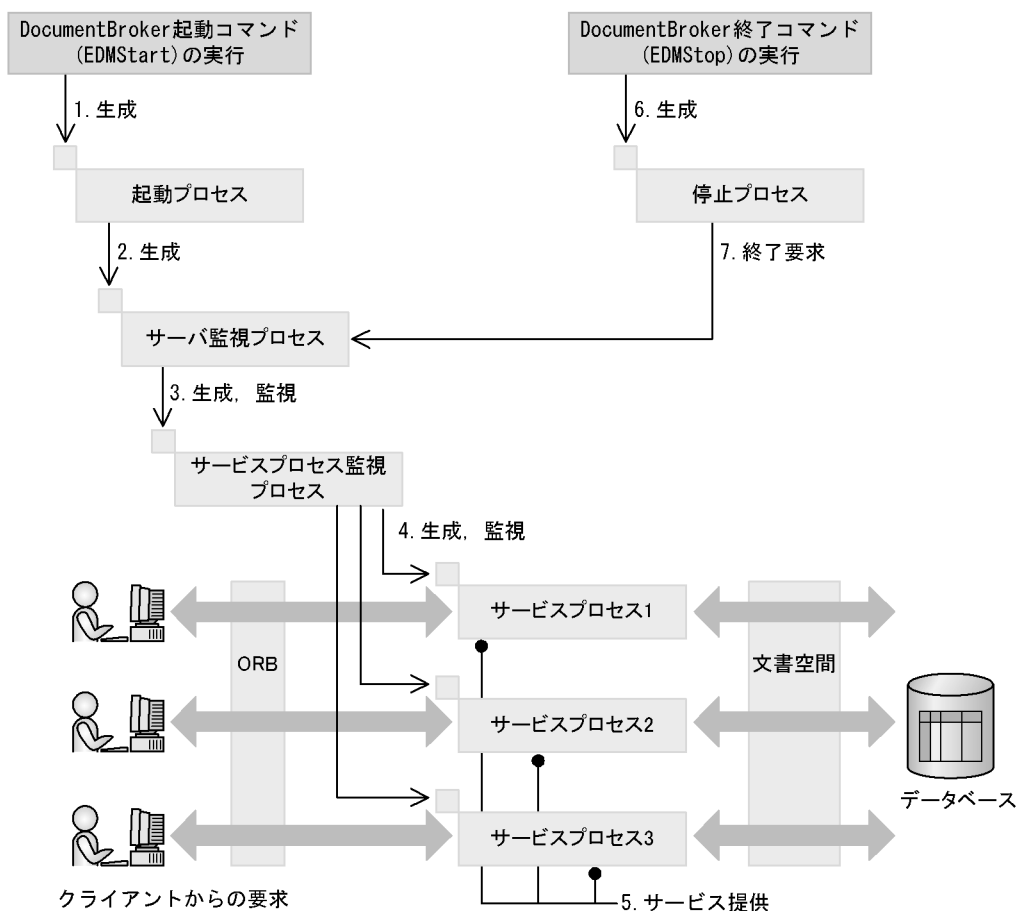 DocumentBroker起動コマンド
(EDMStart)の実行
DocumentBroker終了コマンド
(EDMStop)の実行
1.生成
6.生成
起動プロセス
停止プロセス
2.生成
7.終了要求
サーバ監視プロセス
3.生成，監視
サービスプロセス監視
プロセス
4.生成，監視
サービスプロセス1
ORB
文書空間
サービスプロセス2
データベース
サービスプロセス3
クライアントからの要求
5.サービス提供